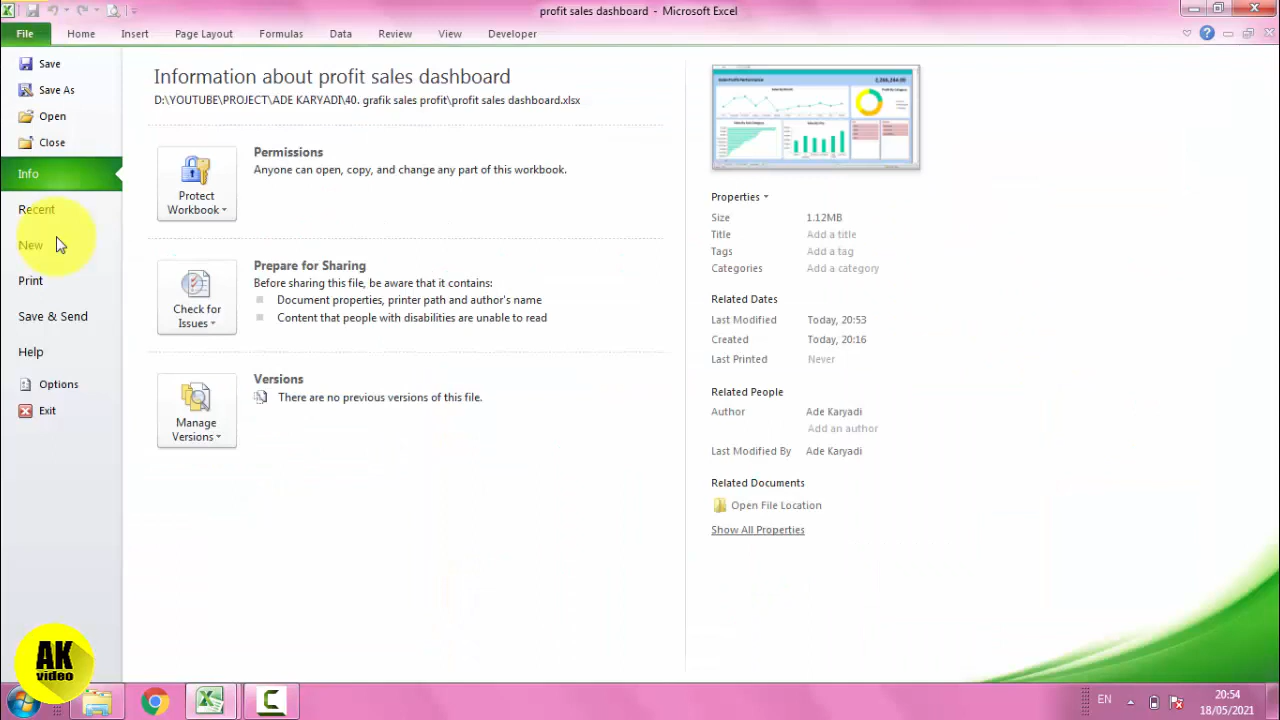 profit sales dashboard - Microsoft Excel
File Home Insert Page Layout Formulas Data Review View Developer
Save
Save As
Open
Close
Info
Recent
New
Print
Save & Send
Help
Options
Exit
Information about profit sales dashboard
D:\YOUTUBE\PROJECT\ADE KARYADI\40. grafik sales profit\profit sales dashboard.xlsx
Protect
Workbook
Permissions
Anyone can open, copy, and change any part of this workbook.
Check for
Issues
Prepare for Sharing
Before sharing this file, be aware that it contains:
Document properties, printer path and author's name
Content that people with disabilities are unable to read
Manage
Versions
Versions
There are no previous versions of this file.
Properties
Size 1.12MB
Title Add a title
Tags Add a tag
Categories Add a category
Related Dates
Last Modified Today, 20:53
Created Today, 20:16
Last Printed Never
Related People
Author Ade Karyadi
Add an author
Last Modified By Ade Karyadi
Related Documents
Open File Location
Show All Properties
AK
video
EN
20:54
18/05/2021